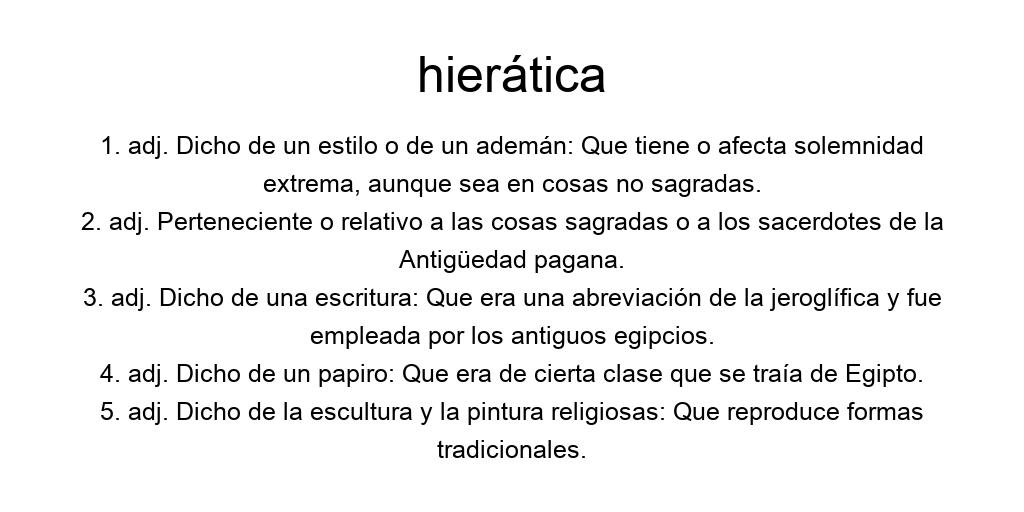 hierática
1. adj. Dicho de un estilo o de un ademán: Que tiene o afecta solemnidad
extrema, aunque sea en cosas no sagradas.
2. adj. Perteneciente o relativo a las cosas sagradas o a los sacerdotes de la
Antigüedad pagana.
3. adj. Dicho de una escritura: Que era una abreviación de la jeroglífica y fue
empleada por los antiguos egipcios.
4. adj. Dicho de un papiro: Que era de cierta clase que se traía de Egipto.
5. adj. Dicho de la escultura y la pintura religiosas: Que reproduce formas
tradicionales.